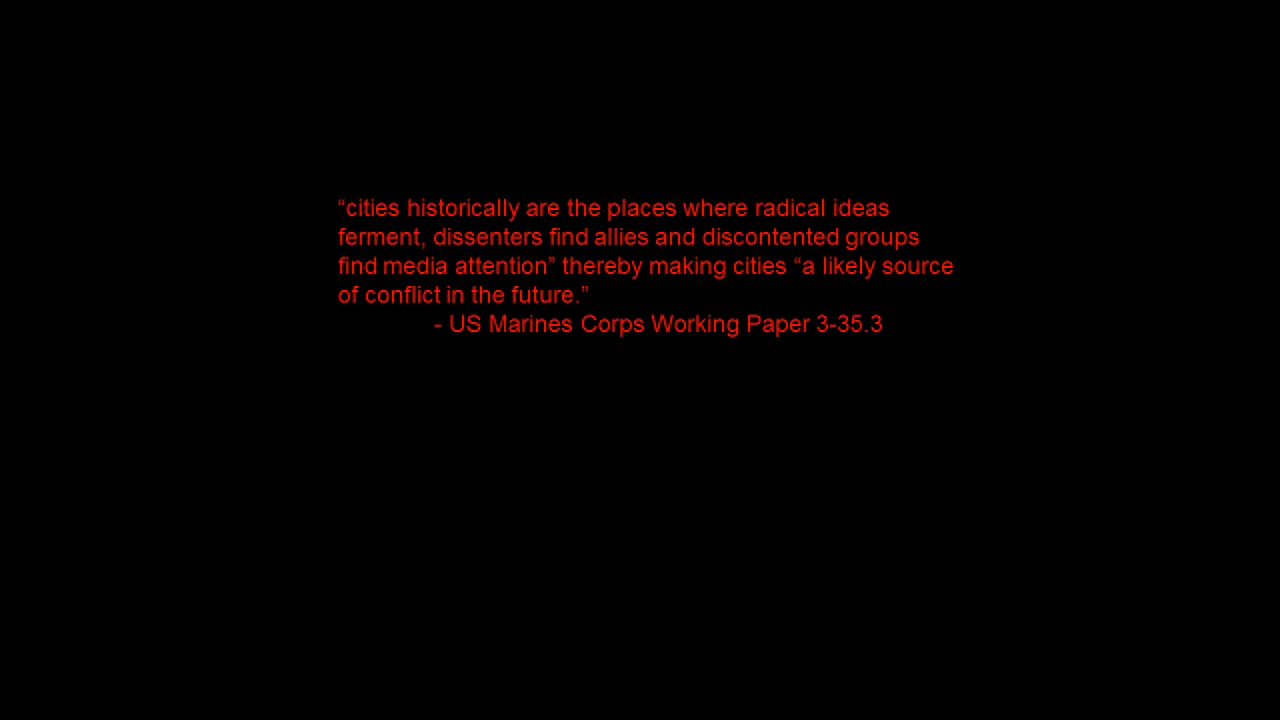 “cities historically are the places where radical ideas
ferment, dissenters find allies and discontented groups
find media attention” thereby making cities “a likely source
of conflict in the future.”
- US Marines Corps Working Paper 3-35.3